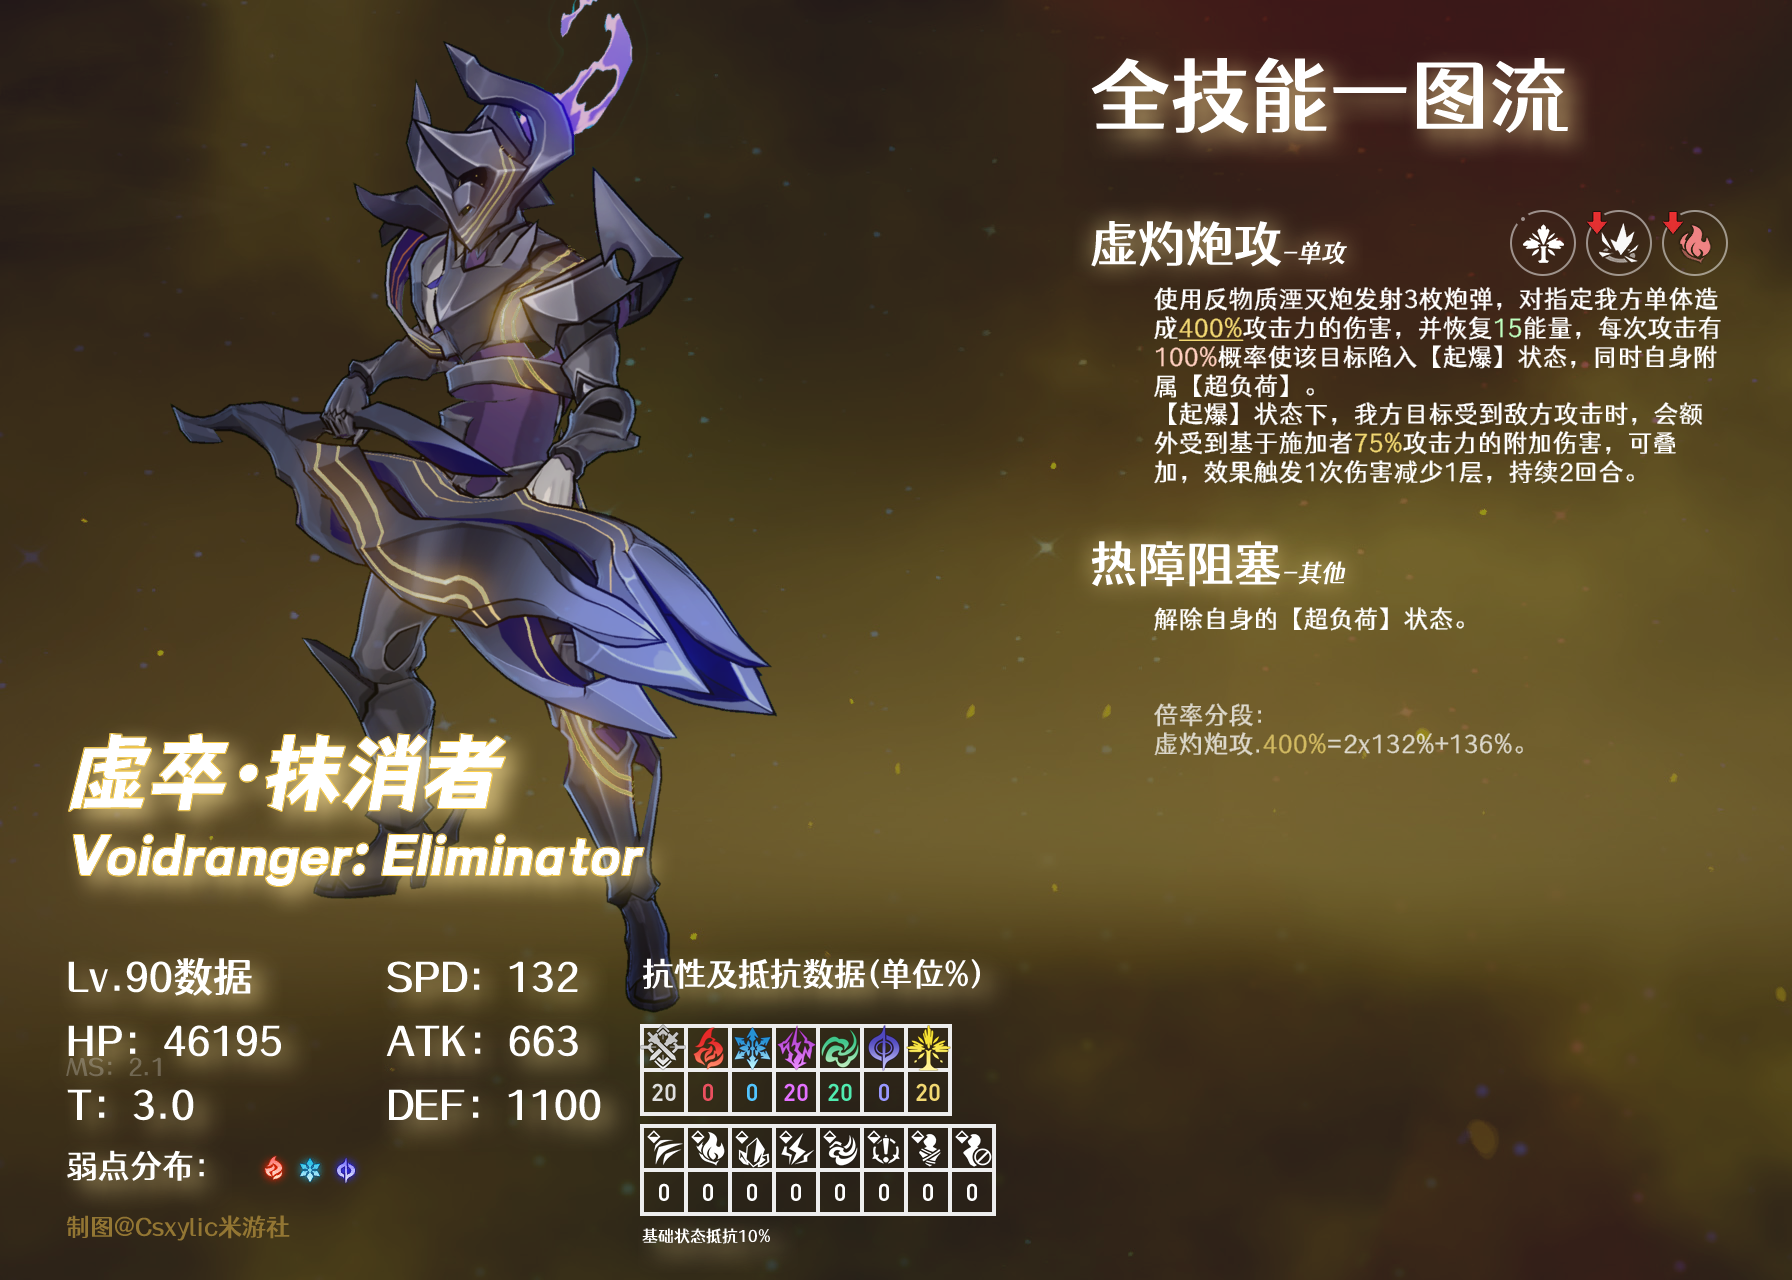 全技能一图流
虚灼炮攻-单攻
使用反物质湮灭炮发射3枚炮弹，对指定我方单体造
成400%攻击力的伤害，并恢复15能量，每次攻击有
100%概率使该目标陷入【起爆】状态，同时自身附
属【超负荷】。
【起爆】状态下，我方目标受到敌方攻击时，会额
外受到基于施加者75%攻击力的附加伤害，可叠
加，效果触发1次伤害减少1层，持续2回合。
热障阻塞-其他
解除自身的【超负荷】状态。
倍率分段：
虚灼炮攻.400%=2x132%+136%。
虚卒·抹消者
Voidranger: Eliminator
Lv.90数据
SPD：132
HP：46195
ATK：663
MS：2.1
T：3.0
DEF：1100
弱点分布：
制图@Csxylic米游社
抗性及抵抗数据(单位%)
20 0 0 20 20 0 20
0 0 0 0 0 0 0 0
基础状态抵抗10%